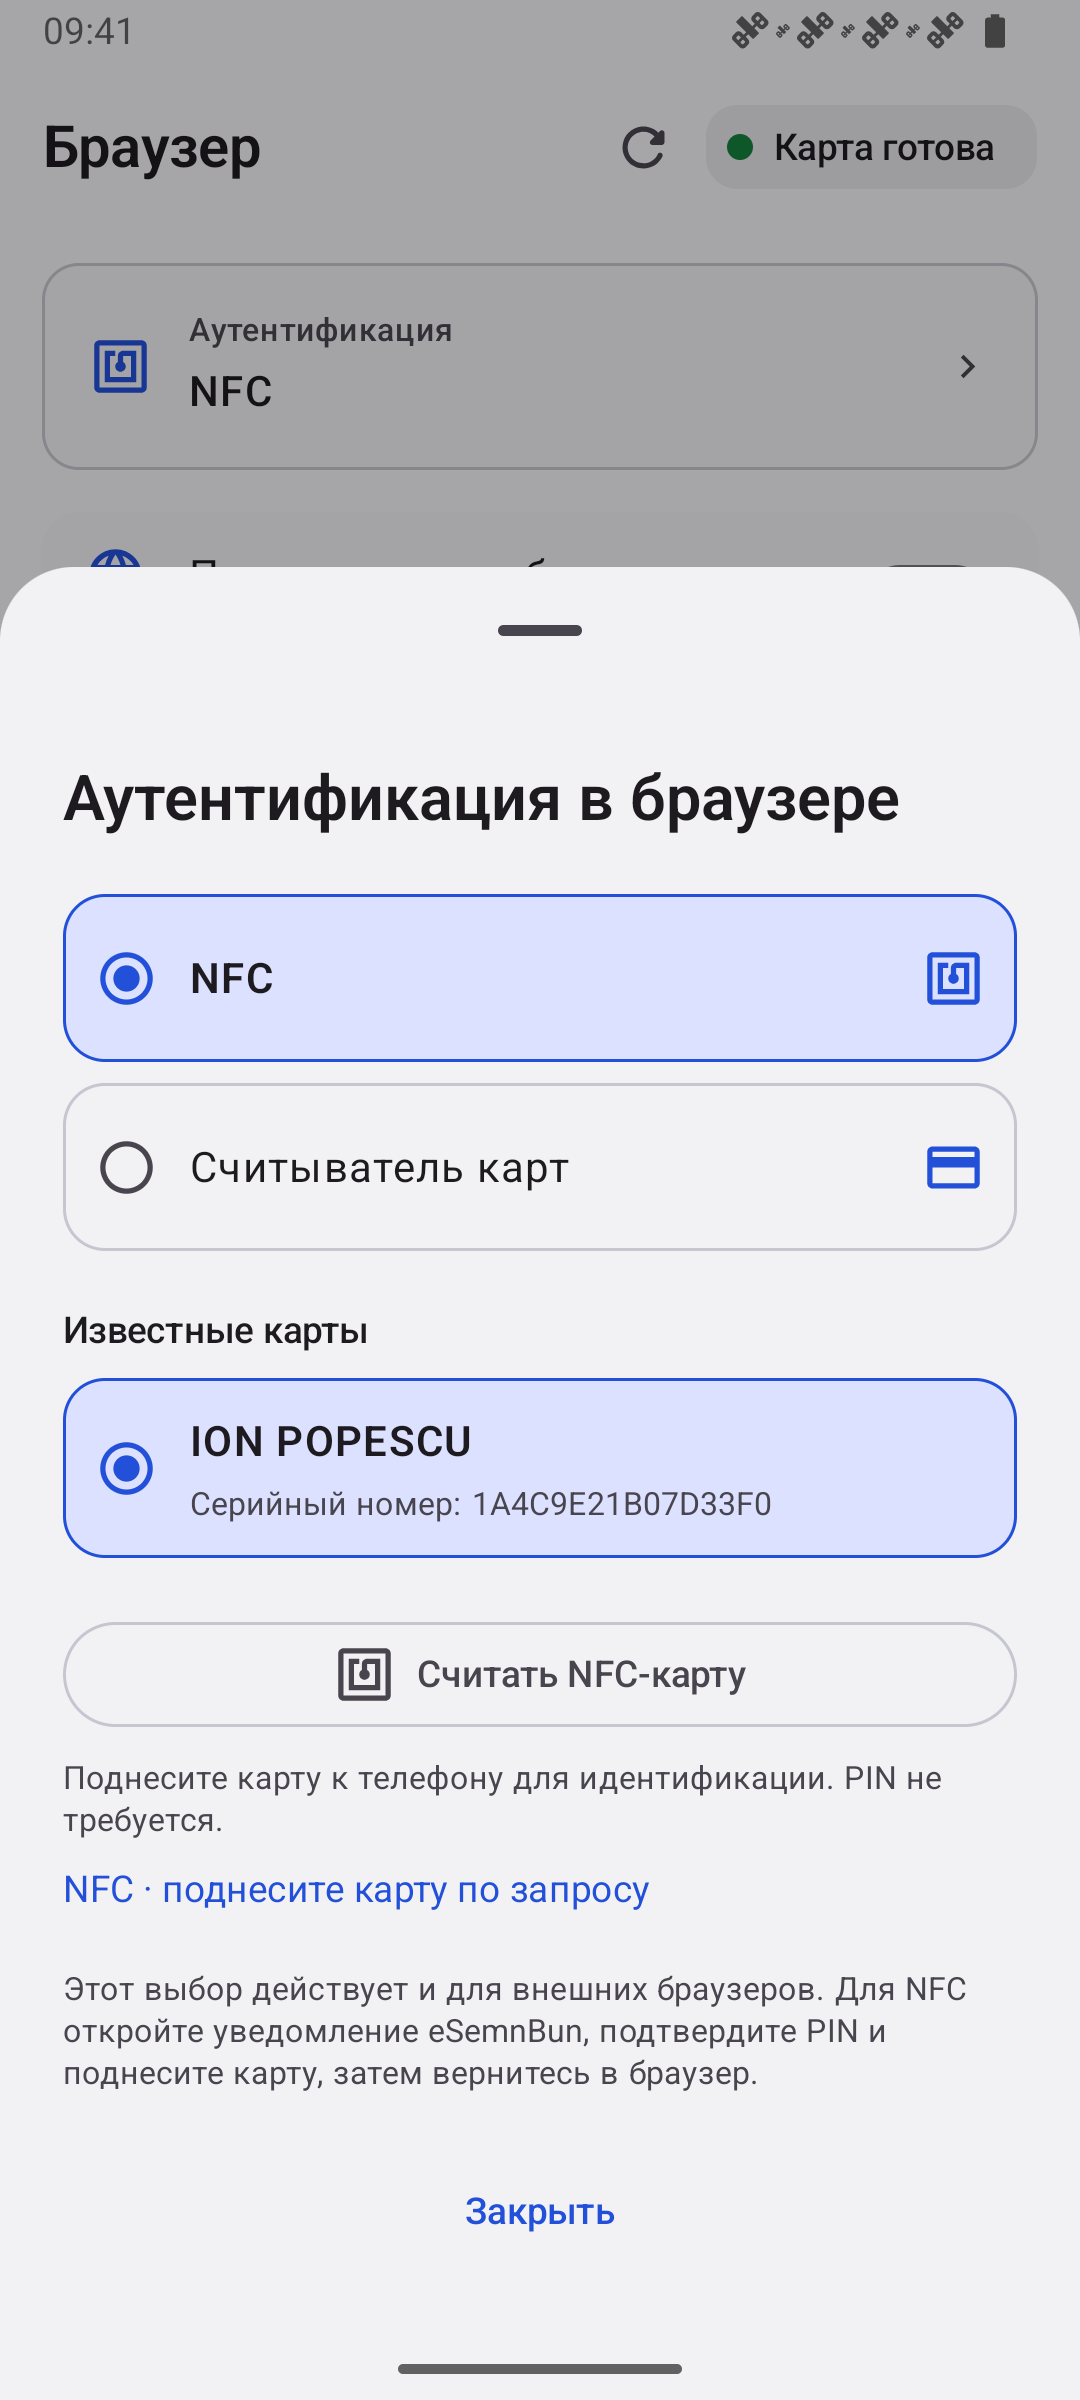 09:41
Браузер
Карта готова
Аутентификация
NFC
Аутентификация в браузере
NFC
Считыватель карт
Известные карты
ION POPESCU
Серийный номер: 1A4C9E21B07D33F0
Считать NFC-карту
Поднесите карту к телефону для идентификации. PIN не
требуется.
NFC · поднесите карту по запросу
Этот выбор действует и для внешних браузеров. Для NFC
откройте уведомление eSemnBun, подтвердите PIN и
поднесите карту, затем вернитесь в браузер.
Закрыть